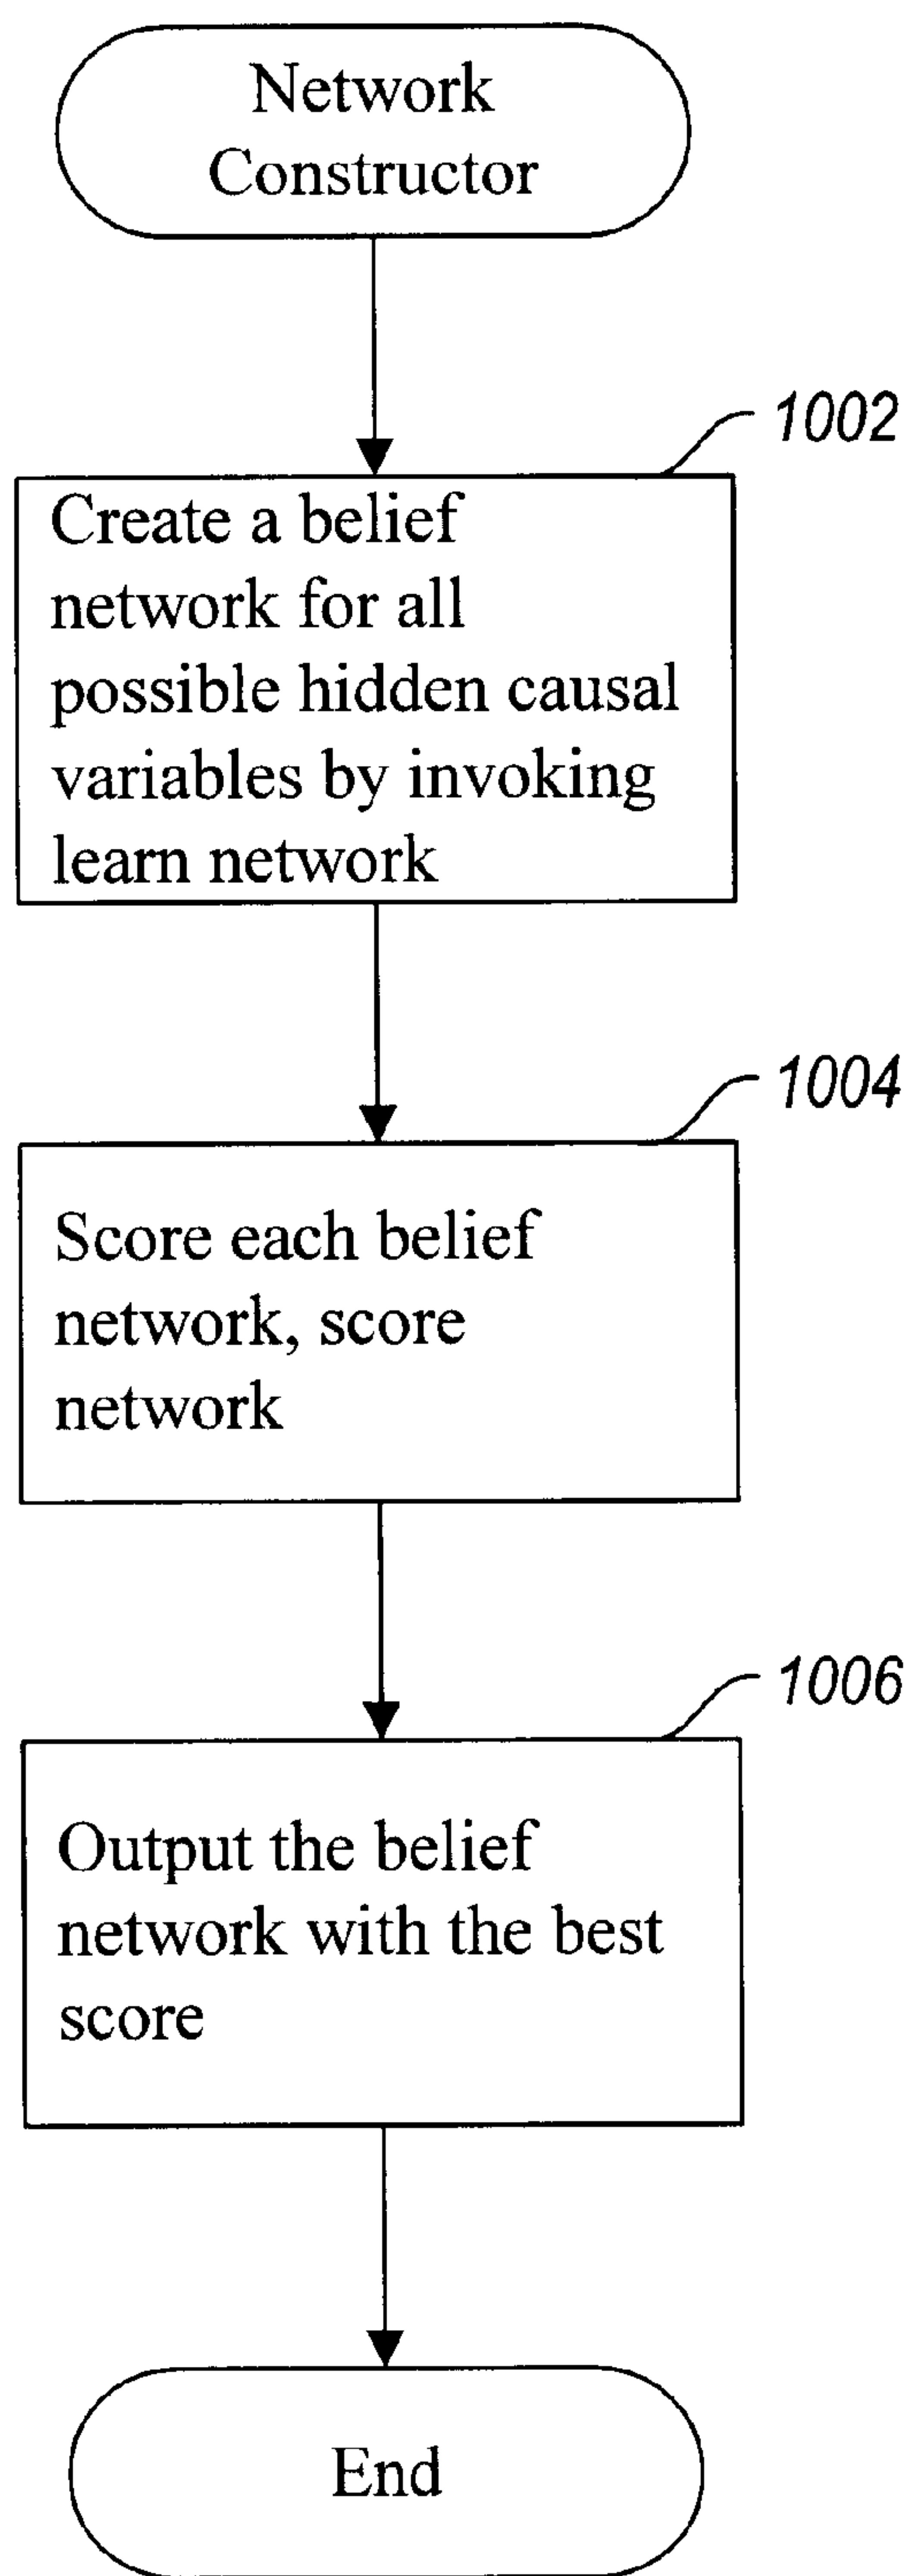 Network
Constructor
1002
Create a belief
network for all
possible hidden causal
variables by invoking
learn network
1004
Score each belief
network, score
network
1006
Output the belief
network with the best
score
End